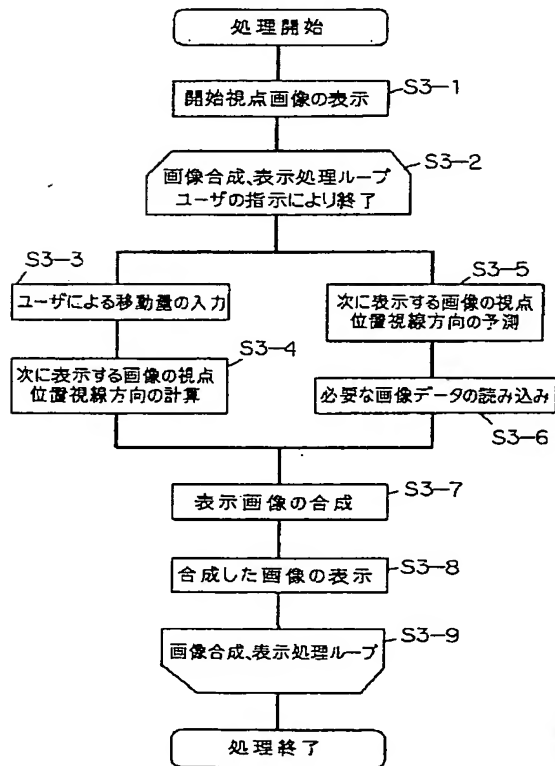 処理開始
開始視点画像の表示
S3-1
画像合成、表示処理ループ
ユーザの指示により終了
S3-2
S3-3
ユーザによる移動量の入力
S3-4
次に表示する画像の視点
位置視線方向の計算
S3-5
次に表示する画像の視点
位置視線方向の予測
必要な画像データの読み込み
S3-6
表示画像の合成
S3-7
合成した画像の表示
S3-8
画像合成、表示処理ループ
S3-9
処理終了